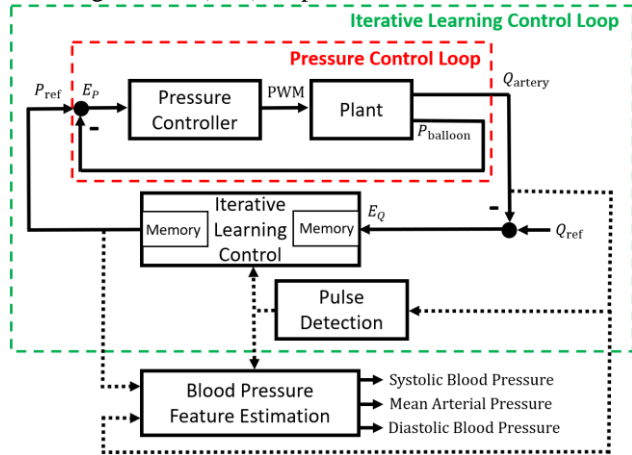 Iterative Learning Control Loop
Pressure Control Loop
P_ref
E_P
Pressure
Controller
PWM
Plant
Q_artery
P_balloon
-
Memory
Iterative
Learning
Control
Memory
E_Q
-
Q_ref
Pulse
Detection
Blood Pressure
Feature Estimation
Systolic Blood Pressure
Mean Arterial Pressure
Diastolic Blood Pressure